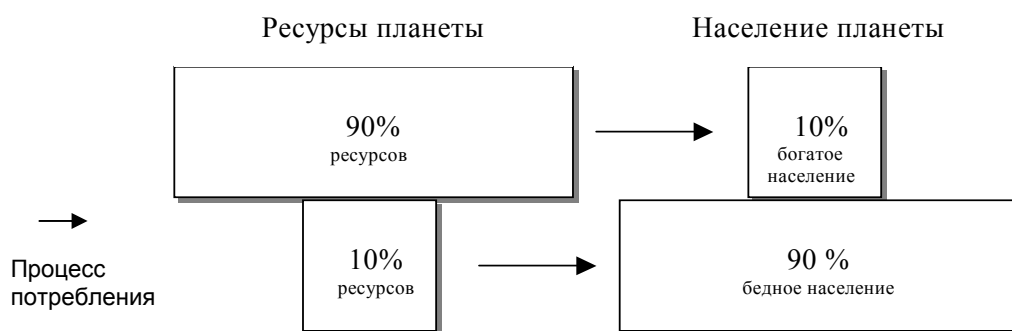 Ресурсы планеты
Население планеты
90%
ресурсов
10%
богатое
население
10%
ресурсов
90 %
бедное население
Процесс
потребления